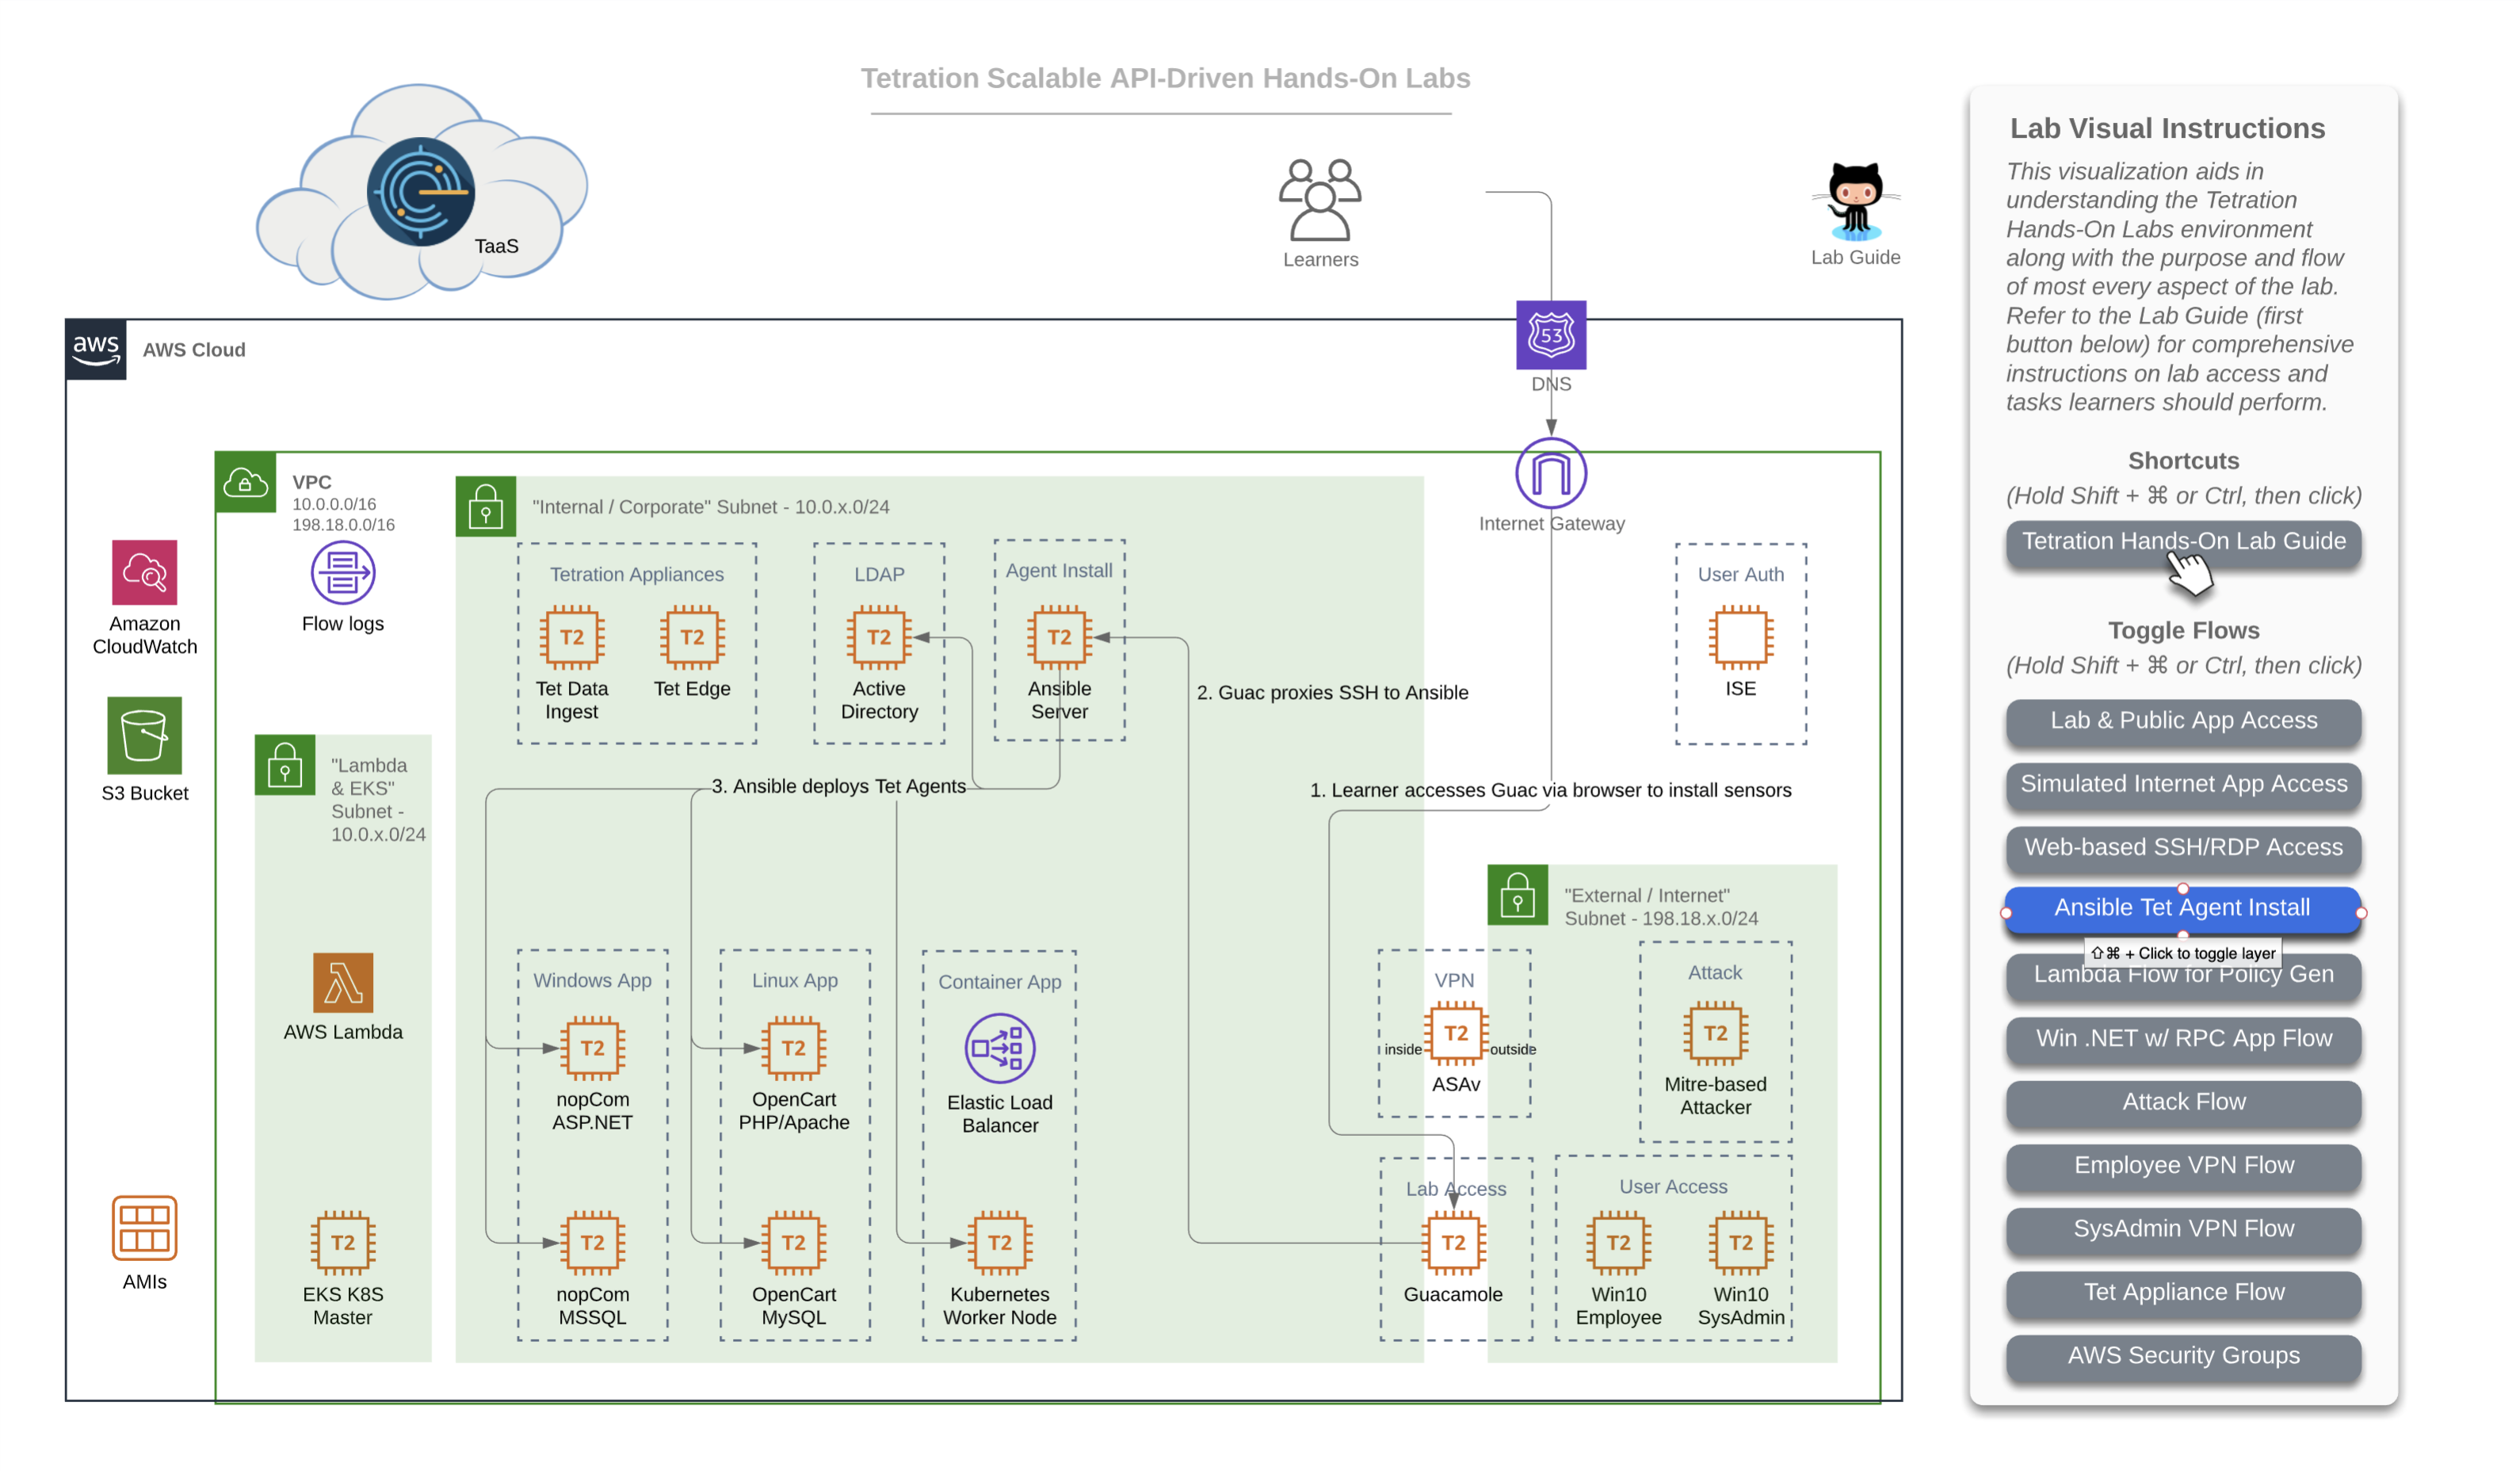 Tetration Scalable API-Driven Hands-On Labs
TaaS
Learners
Lab Guide
aws
AWS Cloud
53
DNS
Internet Gateway
VPC
10.0.0.0/16
198.18.0.0/16
Flow logs
Amazon
CloudWatch
S3 Bucket
AMIs
"Lambda
& EKS"
Subnet -
10.0.x.0/24
AWS Lambda
T2
EKS K8S
Master
"Internal / Corporate" Subnet - 10.0.x.0/24
Tetration Appliances
T2
Tet Data
Ingest
T2
Tet Edge
LDAP
T2
Active
Directory
Agent Install
T2
Ansible
Server
2. Guac proxies SSH to Ansible
User Auth
ISE
3. Ansible deploys Tet Agents
1. Learner accesses Guac via browser to install sensors
Windows App
T2
nopCom
ASP.NET
T2
nopCom
MSSQL
Linux App
T2
OpenCart
PHP/Apache
T2
OpenCart
MySQL
Container App
Elastic Load
Balancer
T2
Kubernetes
Worker Node
"External / Internet"
Subnet - 198.18.x.0/24
VPN
inside
T2
outside
ASAv
Attack
T2
Mitre-based
Attacker
Lab Access
T2
Guacamole
User Access
T2
Win10
Employee
T2
Win10
SysAdmin
Lab Visual Instructions
This visualization aids in
understanding the Tetration
Hands-On Labs environment
along with the purpose and flow
of most every aspect of the lab.
Refer to the Lab Guide (first
button below) for comprehensive
instructions on lab access and
tasks learners should perform.
Shortcuts
(Hold Shift + ⌘ or Ctrl, then click)
Tetration Hands-On Lab Guide
Toggle Flows
(Hold Shift + ⌘ or Ctrl, then click)
Lab & Public App Access
Simulated Internet App Access
Web-based SSH/RDP Access
Ansible Tet Agent Install
⇧⌘ + Click to toggle layer
Lambda Flow for Policy Gen
Win .NET w/ RPC App Flow
Attack Flow
Employee VPN Flow
SysAdmin VPN Flow
Tet Appliance Flow
AWS Security Groups